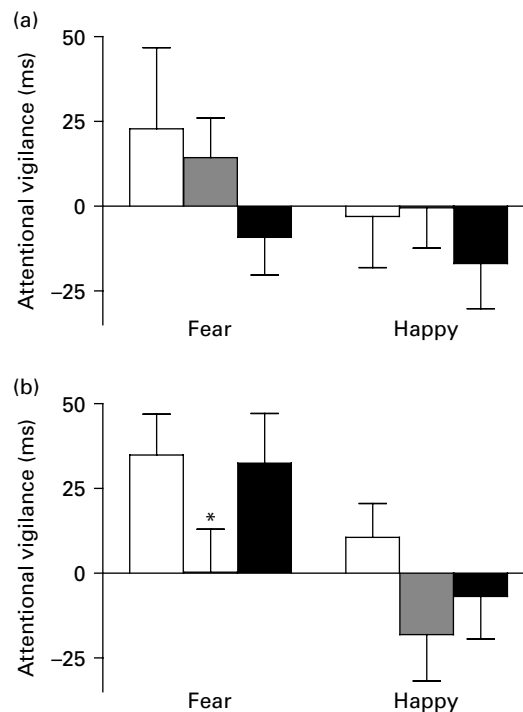 (a)
Attentional vigilance (ms)
50
25
0
−25
Fear
Happy
(b)
Attentional vigilance (ms)
50
25
0
−25
*
Fear
Happy